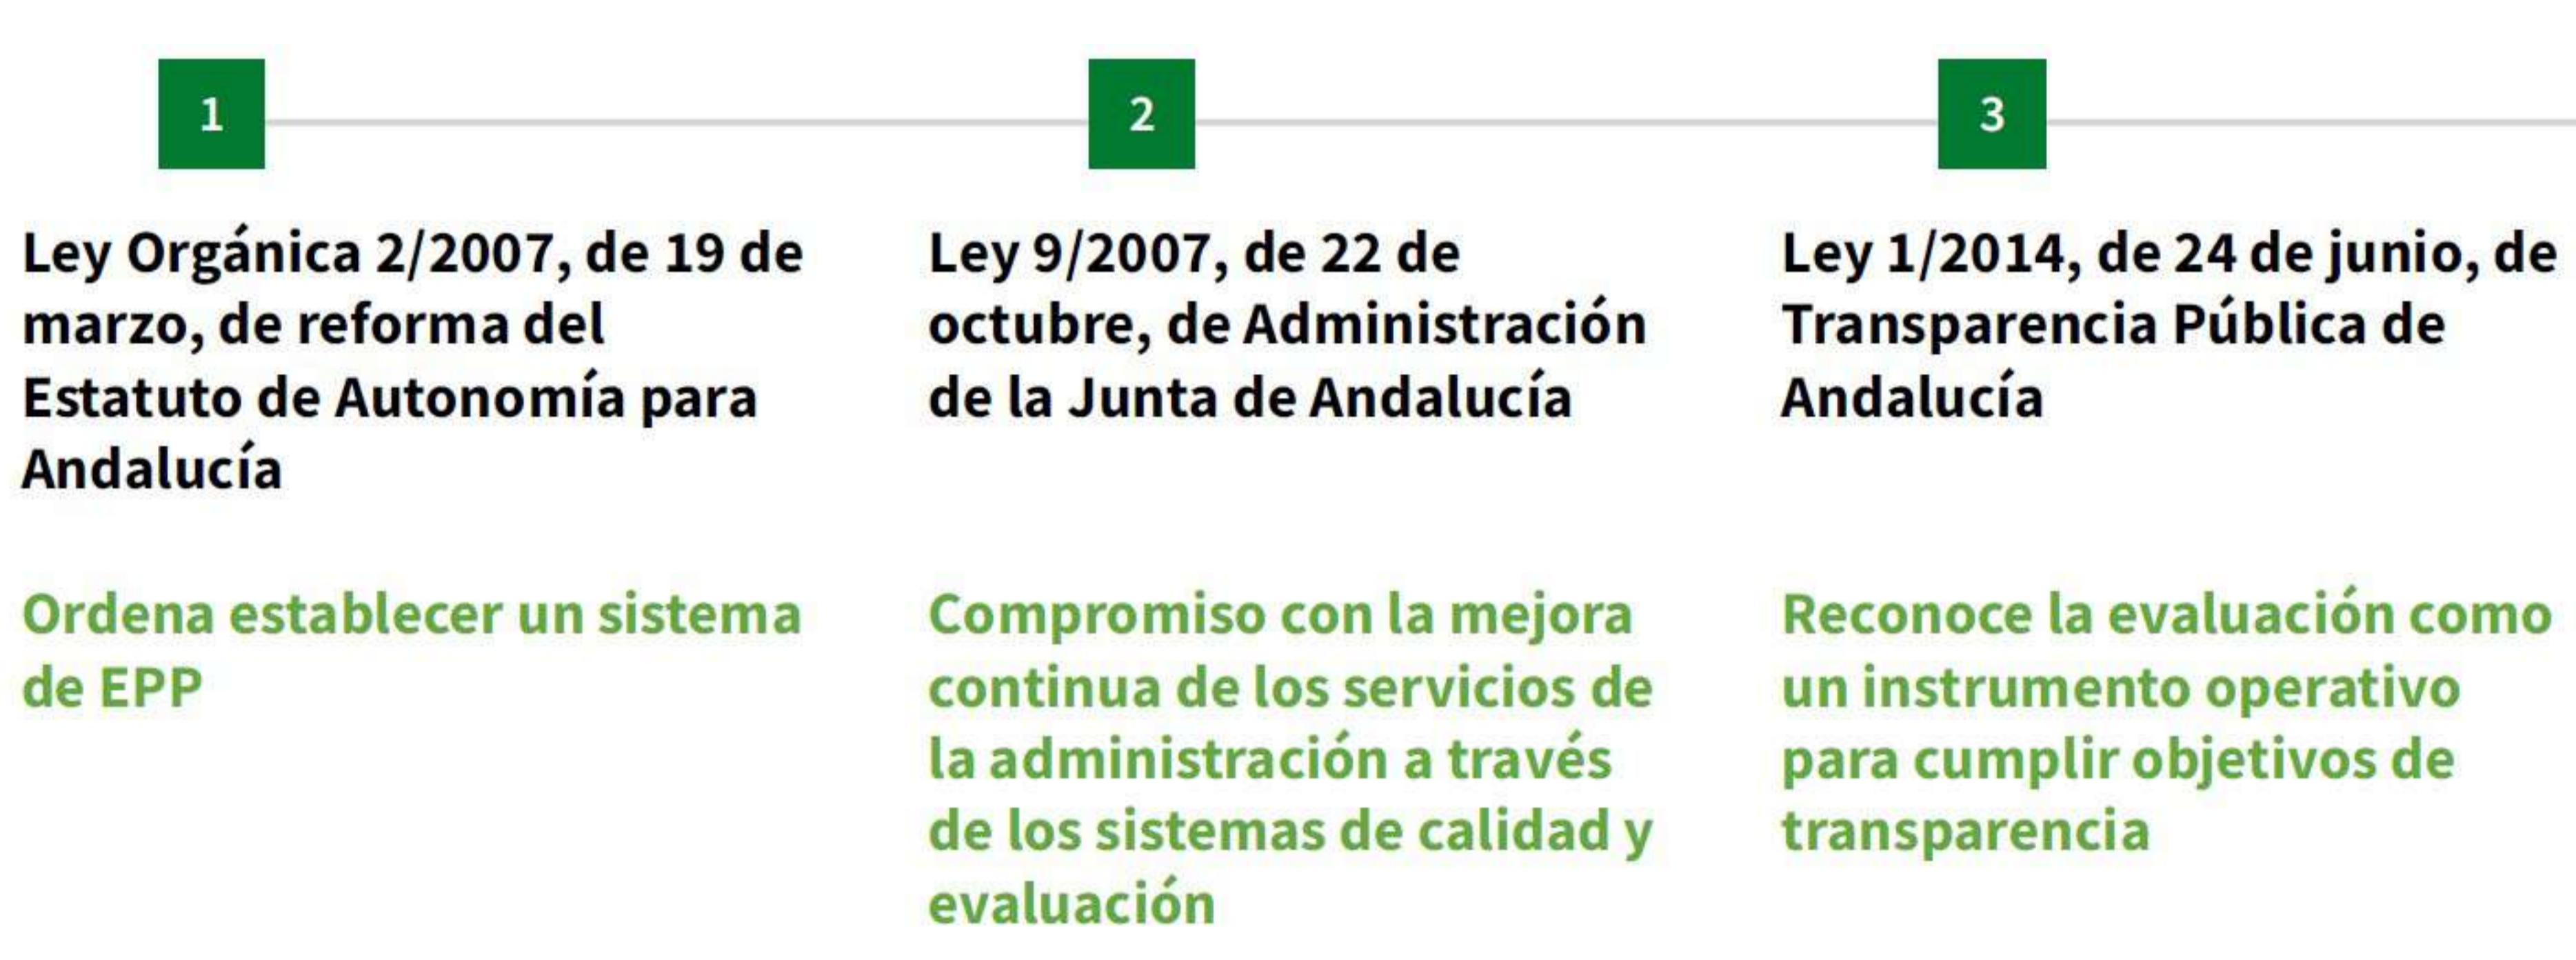 1
Ley Orgánica 2/2007, de 19 de
marzo, de reforma del
Estatuto de Autonomía para
Andalucía
Ordena establecer un sistema
de EPP
2
Ley 9/2007, de 22 de
octubre, de Administración
de la Junta de Andalucía
Compromiso con la mejora
continua de los servicios de
la administración a través
de los sistemas de calidad y
evaluación
3
Ley 1/2014, de 24 de junio, de
Transparencia Pública de
Andalucía
Reconoce la evaluación como
un instrumento operativo
para cumplir objetivos de
transparencia